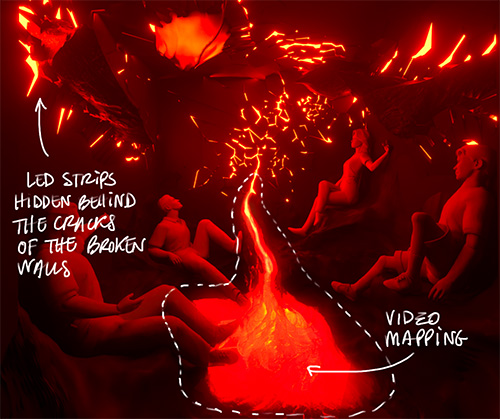 LED STRIPS
HIDDEN BEHIND
THE CRACKS
OF THE BROKEN
WALLS
VIDEO
MAPPING